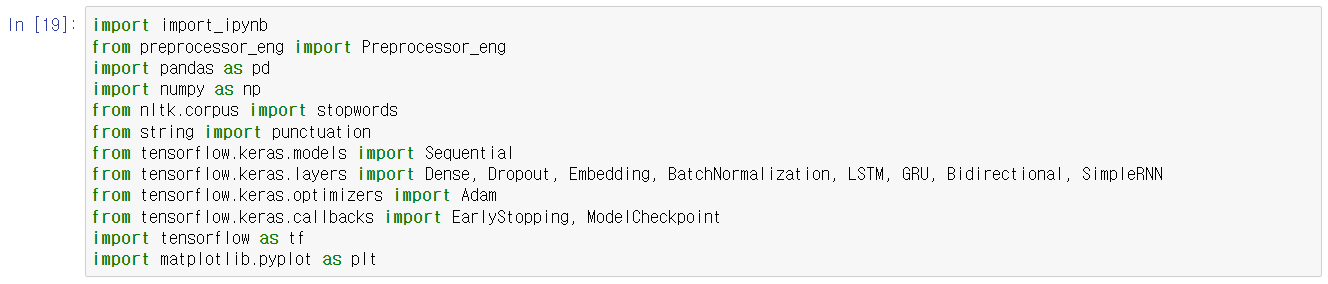 In [19]: import import_ipynb
from preprocessor_eng import Preprocessor_eng
import pandas as pd
import numpy as np
from nltk.corpus import stopwords
from string import punctuation
from tensorflow.keras.models import Sequential
from tensorflow.keras.layers import Dense, Dropout, Embedding, BatchNormalization, LSTM, GRU, Bidirectional, SimpleRNN
from tensorflow.keras.optimizers import Adam
from tensorflow.keras.callbacks import EarlyStopping, ModelCheckpoint
import tensorflow as tf
import matplotlib.pyplot as plt